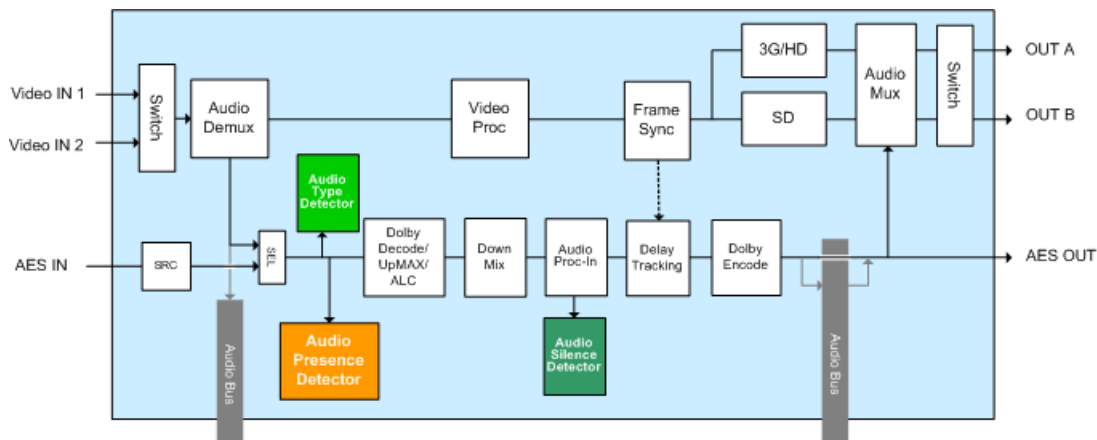 3G/HD
Audio
Mux
Switch
OUT A
Video IN 1
Switch
Audio
Demux
Video
Proc
Frame
Sync
SD
OUT B
Video IN 2
Audio
Type
Detector
AES IN
SRC
SEL
Dolby
Decode/
UpMAX/
ALC
Down
Mix
Audio
Proc-In
Delay
Tracking
Dolby
Encode
AES OUT
Audio
Presence
Detector
Audio
Silence
Detector
Audio Bus
Audio Bus